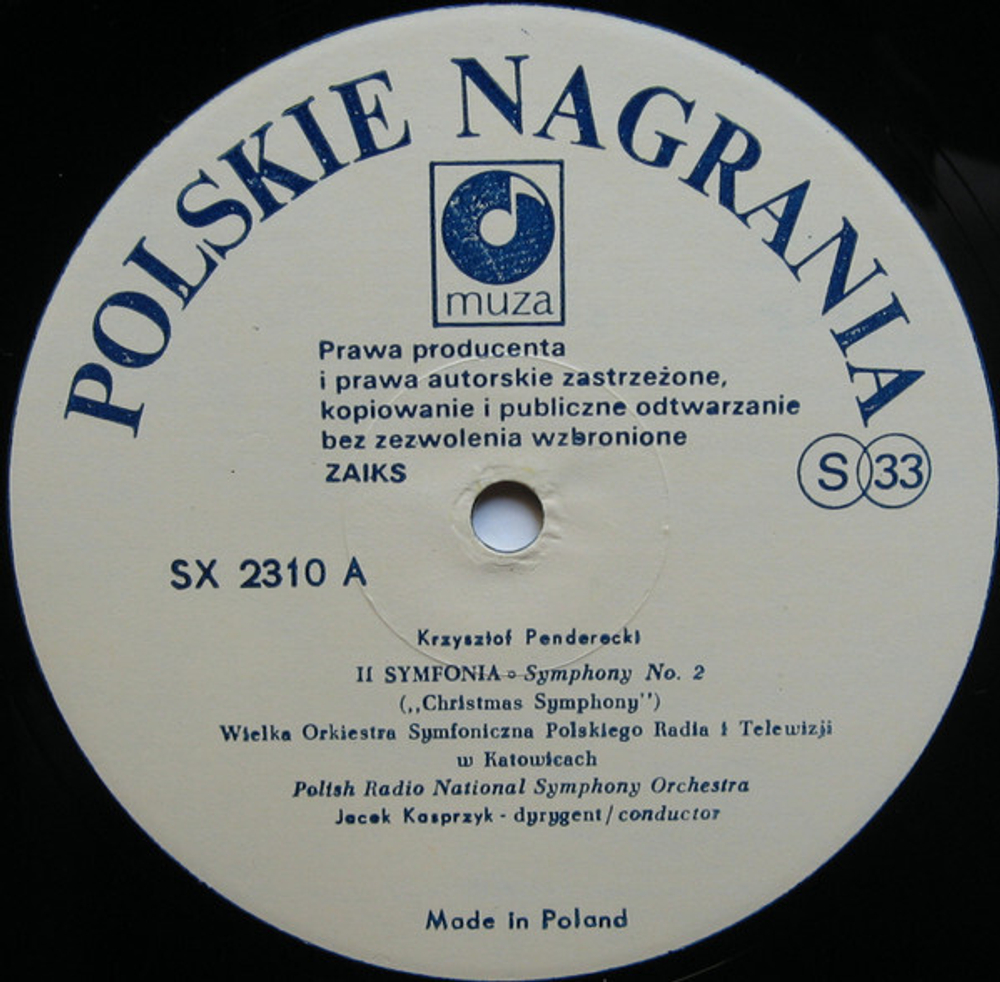 POLSKIE NAGRANIA
muza
Prawa producenta
i prawa autorskie zastrzeżone,
kopiowanie i publiczne odtwarzanie
bez zezwolenia wzbronione
ZAIKS
S 33
SX 2310 A
Krzysztof Penderecki
II SYMFONIA ▫ Symphony No. 2
(,,Christmas Symphony")
Wielka Orkiestra Symfoniczna Polskiego Radia i Telewizji
w Katowicach
Polish Radio National Symphony Orchestra
Jacek Kasprzyk - dyrygent / conductor
Made in Poland